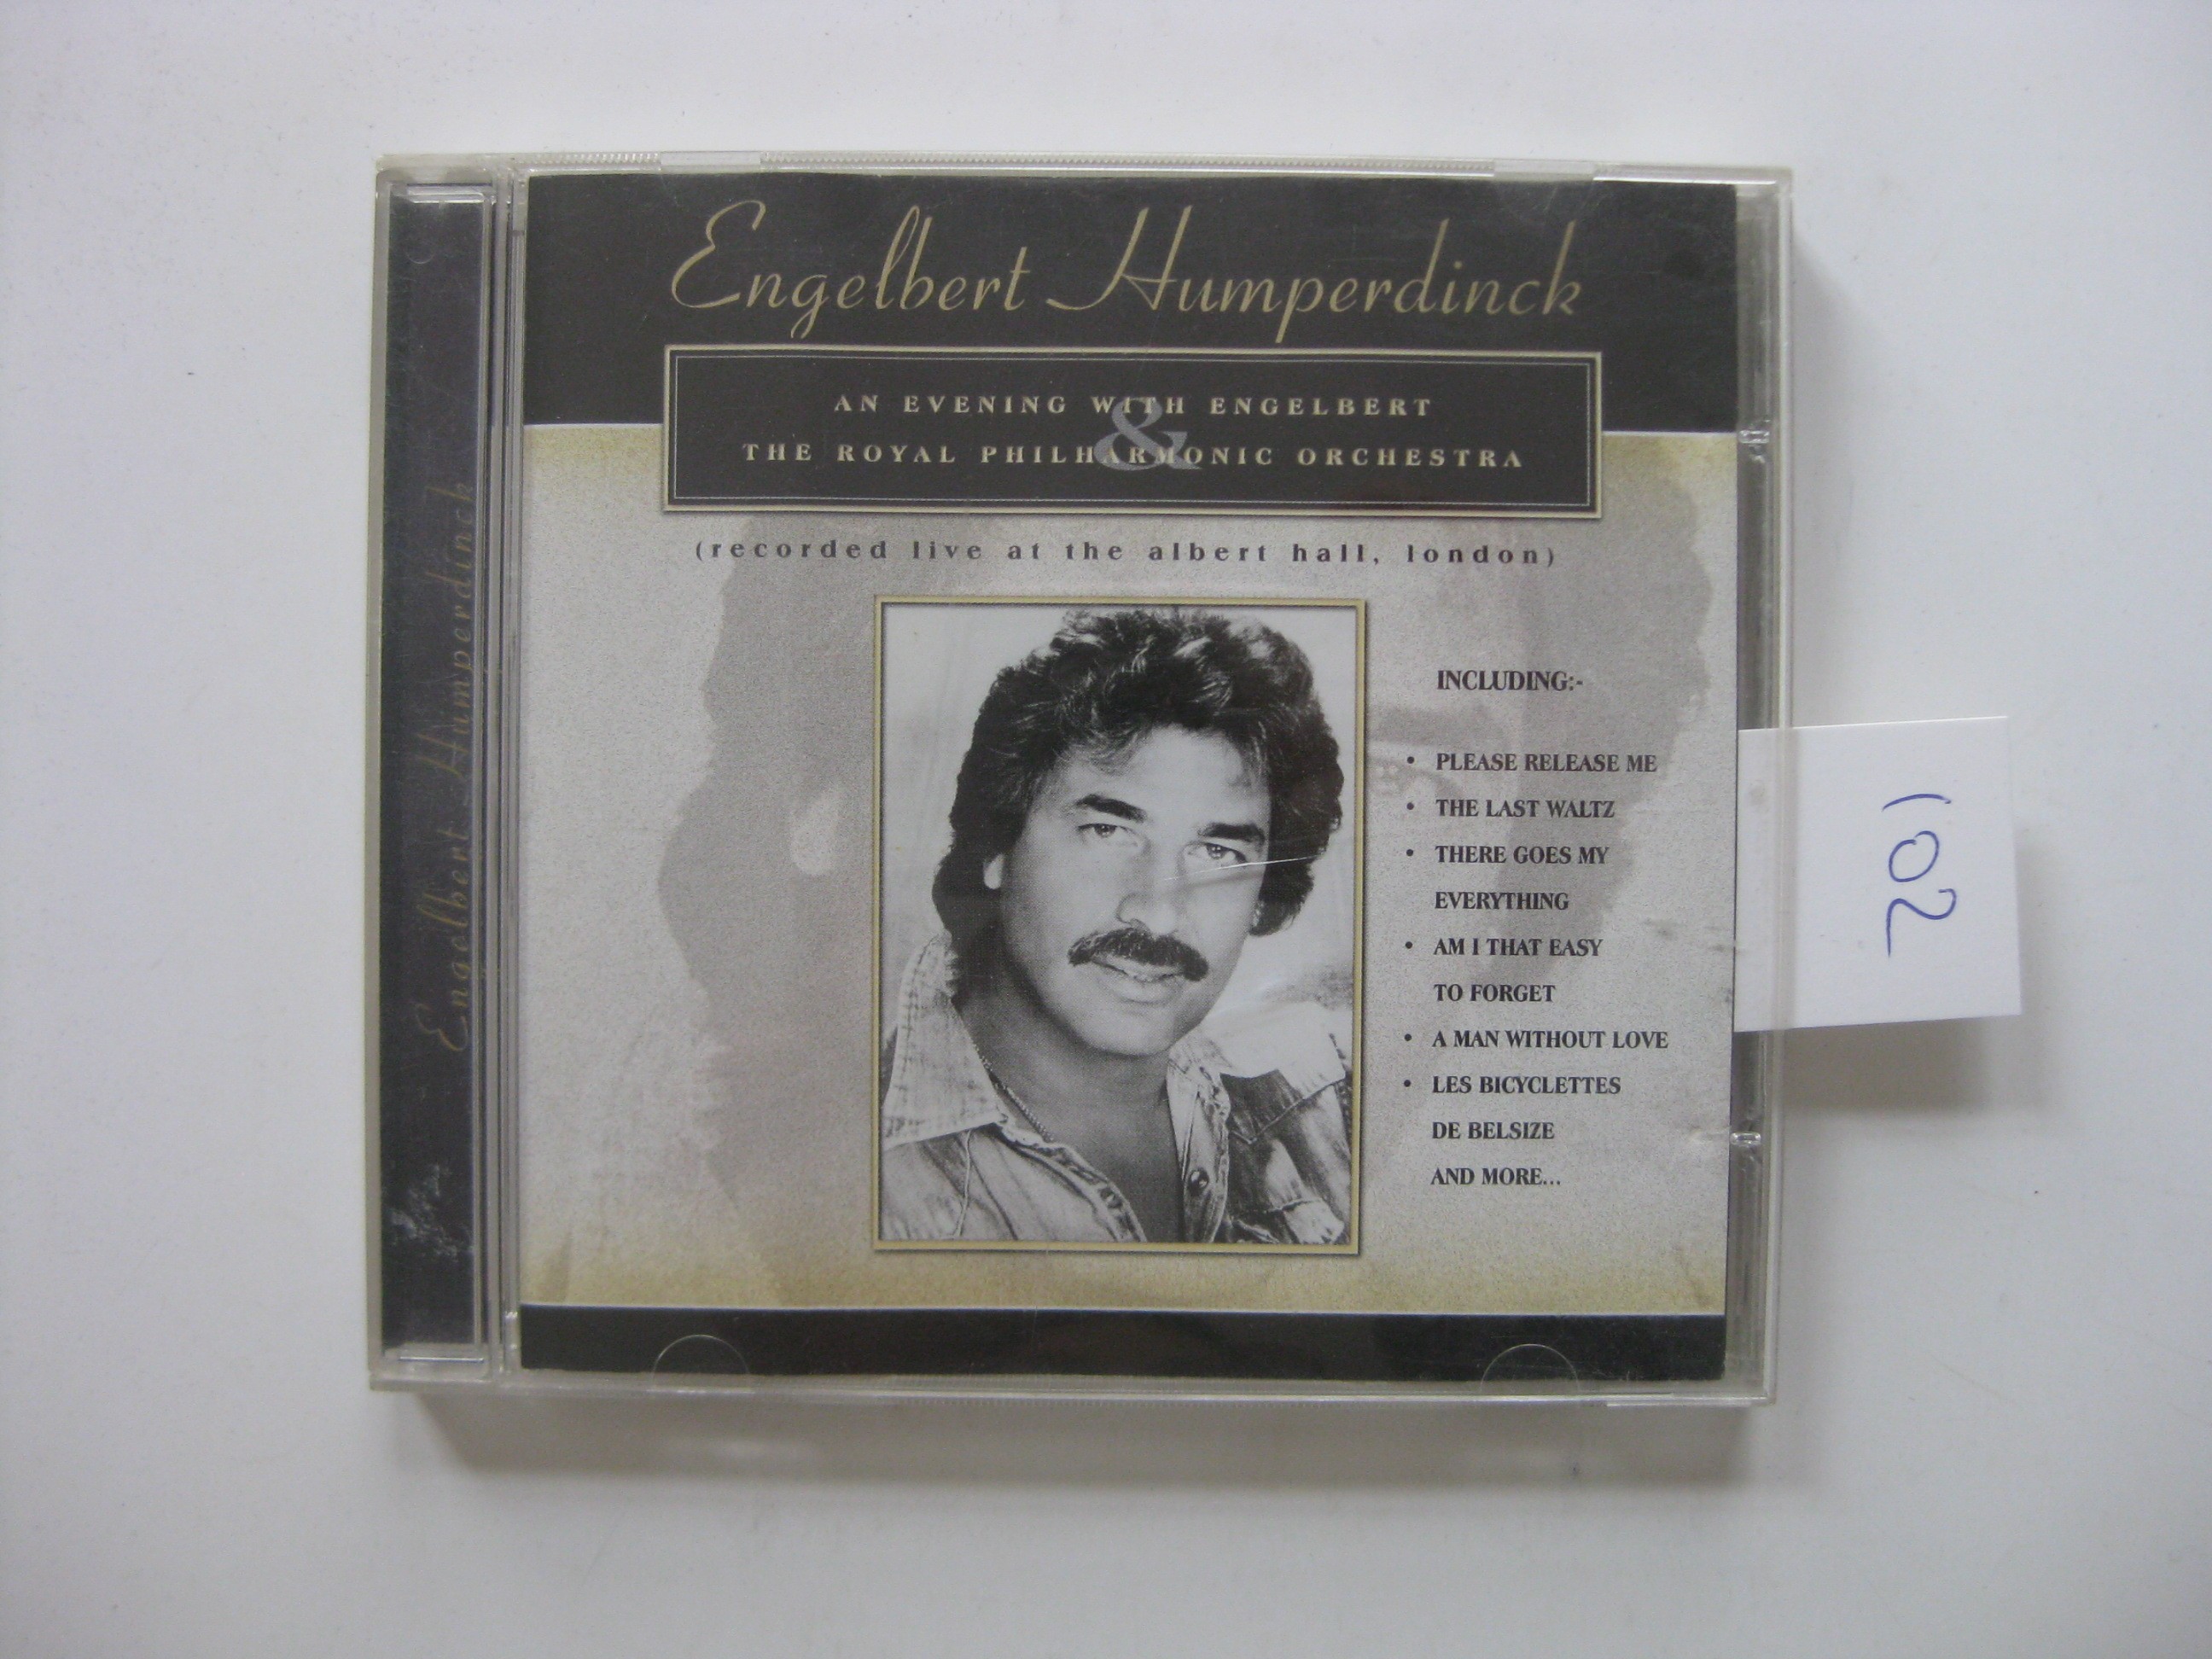 Engelbert Humperdinck
AN EVENING WITH ENGELBERT
&
THE ROYAL PHILHARMONIC ORCHESTRA
(recorded live at the albert hall, london)
INCLUDING:-
• PLEASE RELEASE ME
• THE LAST WALTZ
• THERE GOES MY
EVERYTHING
• AM I THAT EASY
TO FORGET
• A MAN WITHOUT LOVE
• LES BICYCLETTES
DE BELSIZE
AND MORE...
Engelbert Humperdinck
102